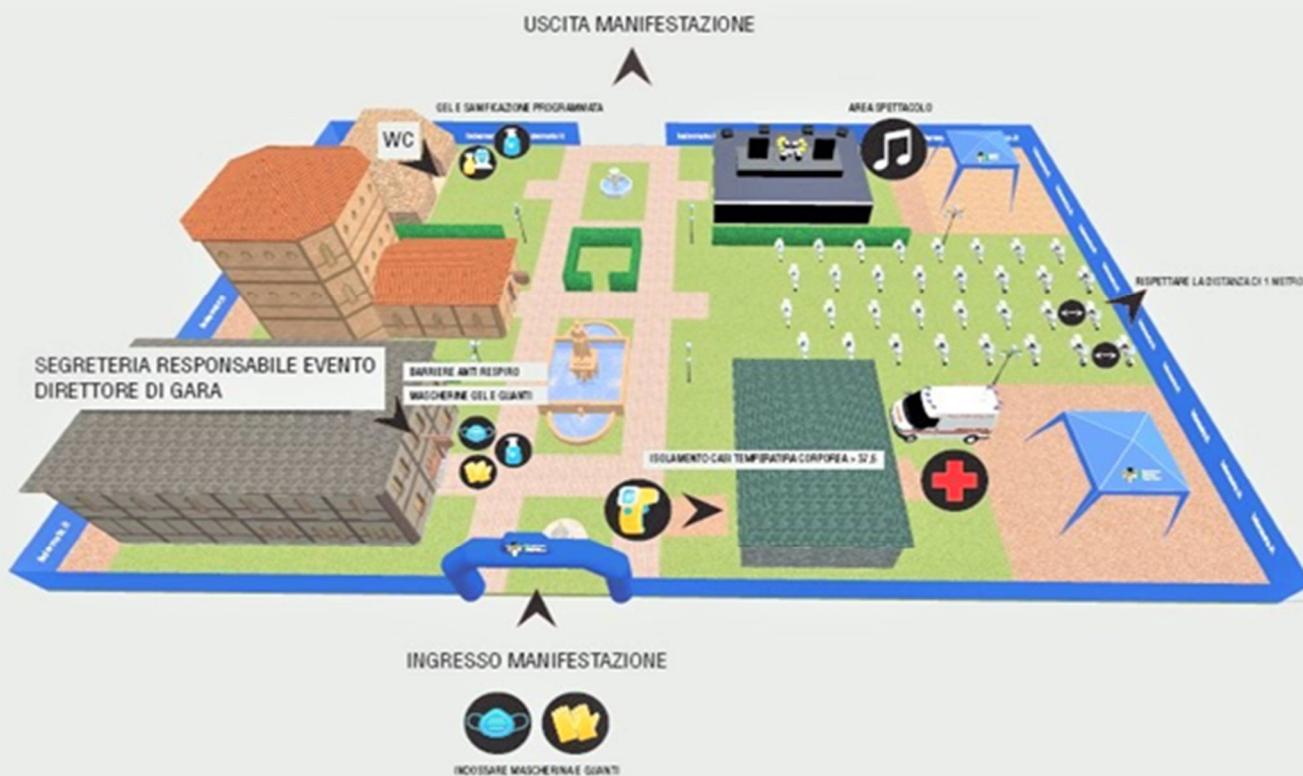 USCITA MANIFESTAZIONE
GEL E SANIFICAZIONE PROGRAMMATA
AREA SPETTACOLO
WC
RISPETTARE LA DISTANZA DI 1 METRO
SEGRETERIA RESPONSABILE EVENTO
DIRETTORE DI GARA
BARRIERE ANTI RESPIRO
MASCHERINE GEL E GUANTI
ISOLAMENTO CASI TEMPERATURA CORPOREA > 37,5
INGRESSO MANIFESTAZIONE
INDOSSARE MASCHERINA E GUANTI